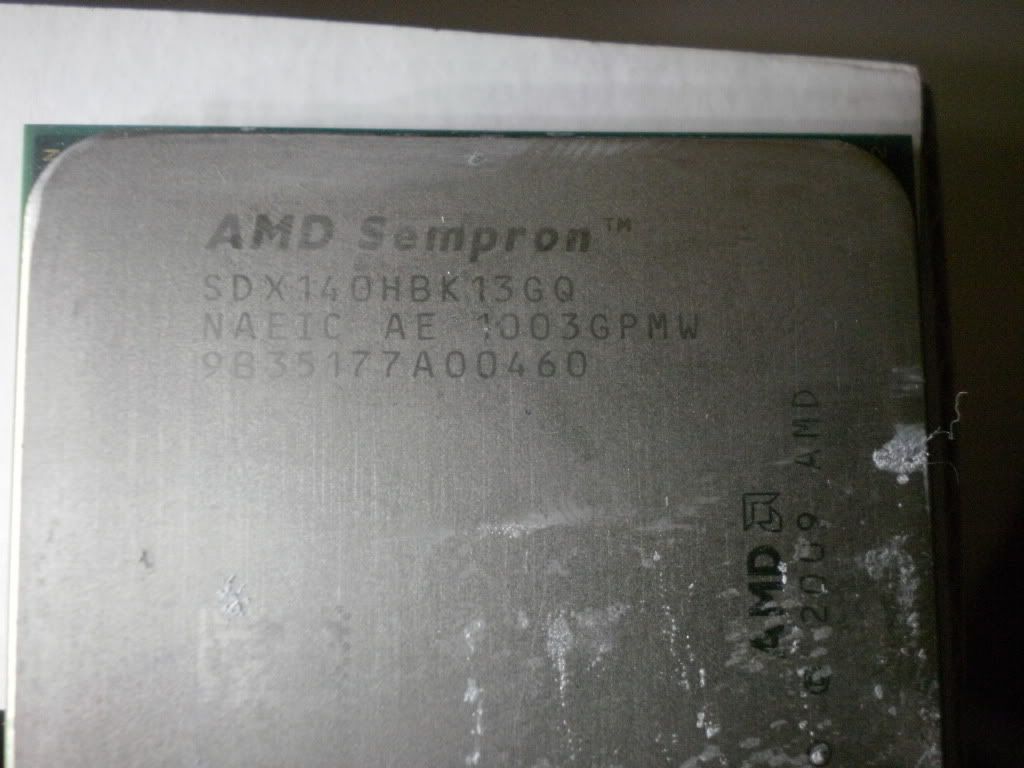 AMD Sempron™
SDX140HBK13GQ
NAEIC AE 1003GPMW
9B35177A00460
AMD
© 2009 AMD